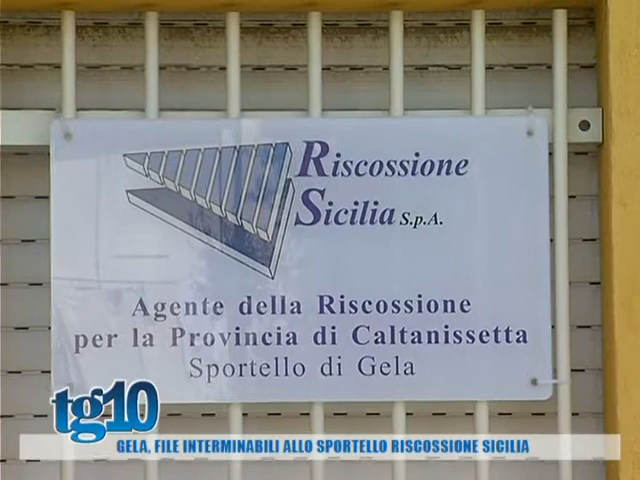 Riscossione
Sicilia S.p.A.
Agente della Riscossione
per la Provincia di Caltanissetta
Sportello di Gela
tg10
GELA, FILE INTERMINABILI ALLO SPORTELLO RISCOSSIONE SICILIA